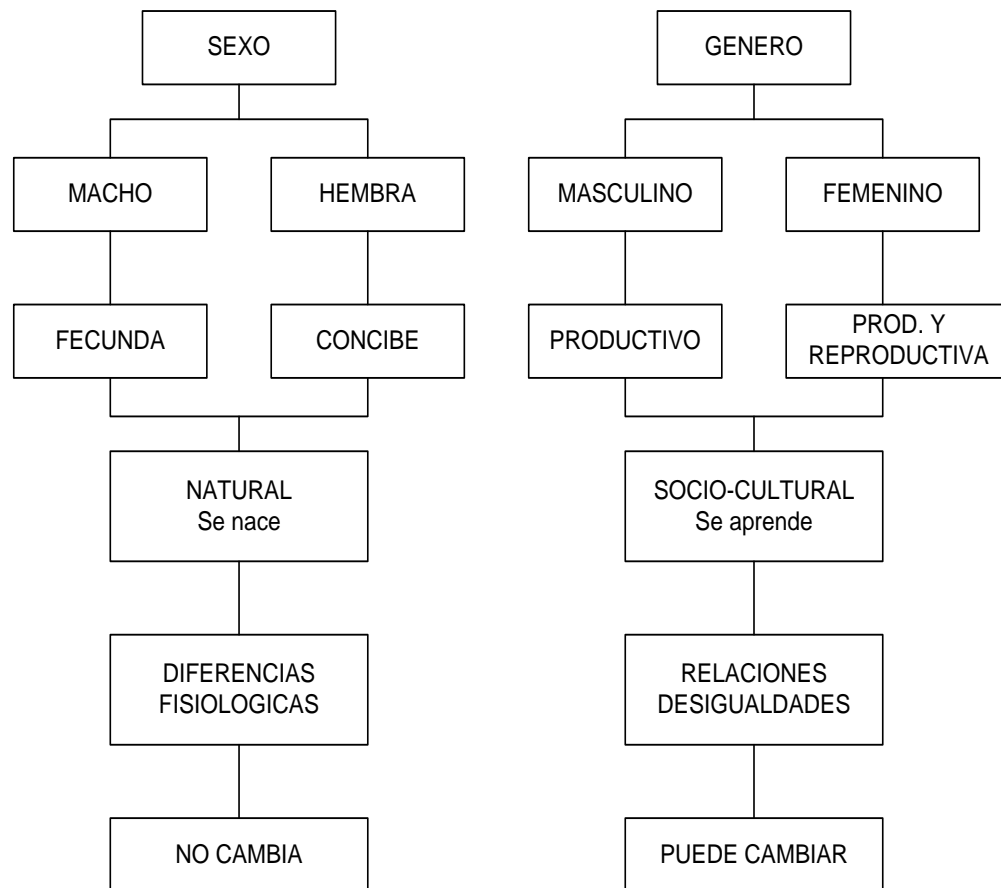 SEXO
GENERO
MACHO
HEMBRA
MASCULINO
FEMENINO
FECUNDA
CONCIBE
PRODUCTIVO
PROD. Y
REPRODUCTIVA
NATURAL
Se nace
SOCIO-CULTURAL
Se aprende
DIFERENCIAS
FISIOLOGICAS
RELACIONES
DESIGUALDADES
NO CAMBIA
PUEDE CAMBIAR